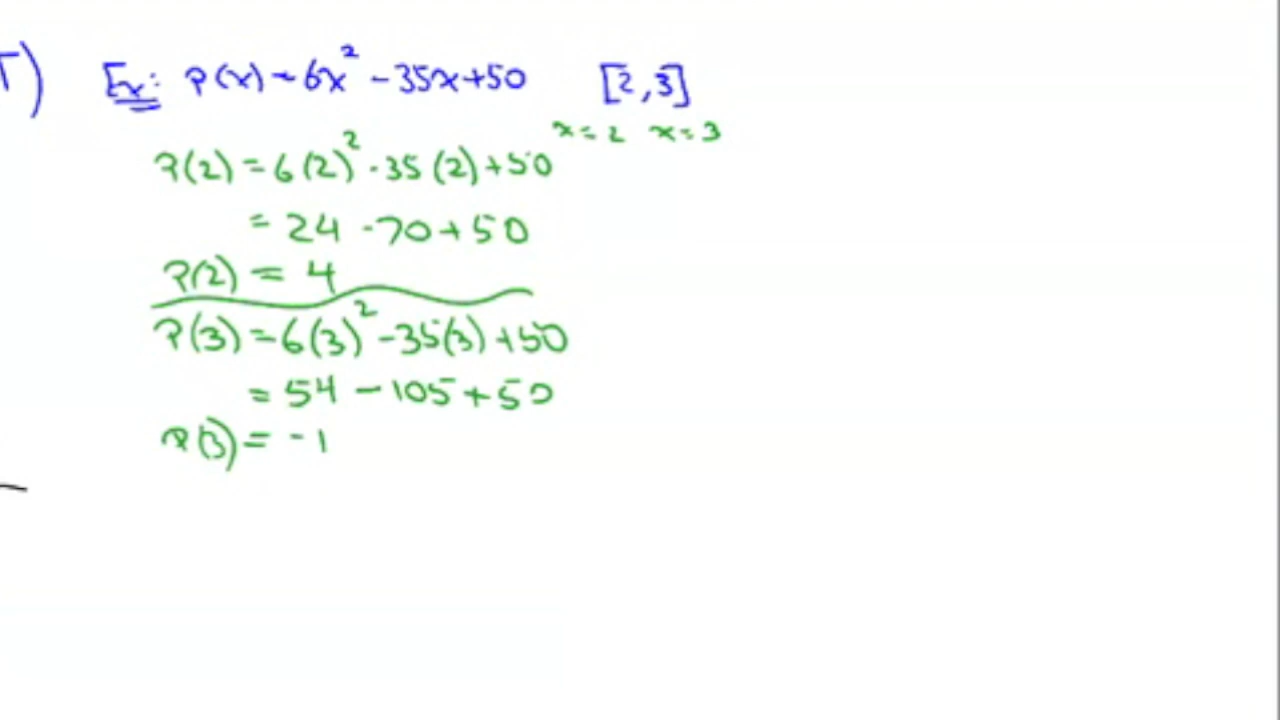 T) Ex: P(x) = 6x² - 35x + 50 [2,3]
x = 2 x = 3
P(2) = 6(2)² - 35(2) + 50
= 24 - 70 + 50
P(2) = 4
P(3) = 6(3)² - 35(3) + 50
= 54 - 105 + 50
P(3) = -1